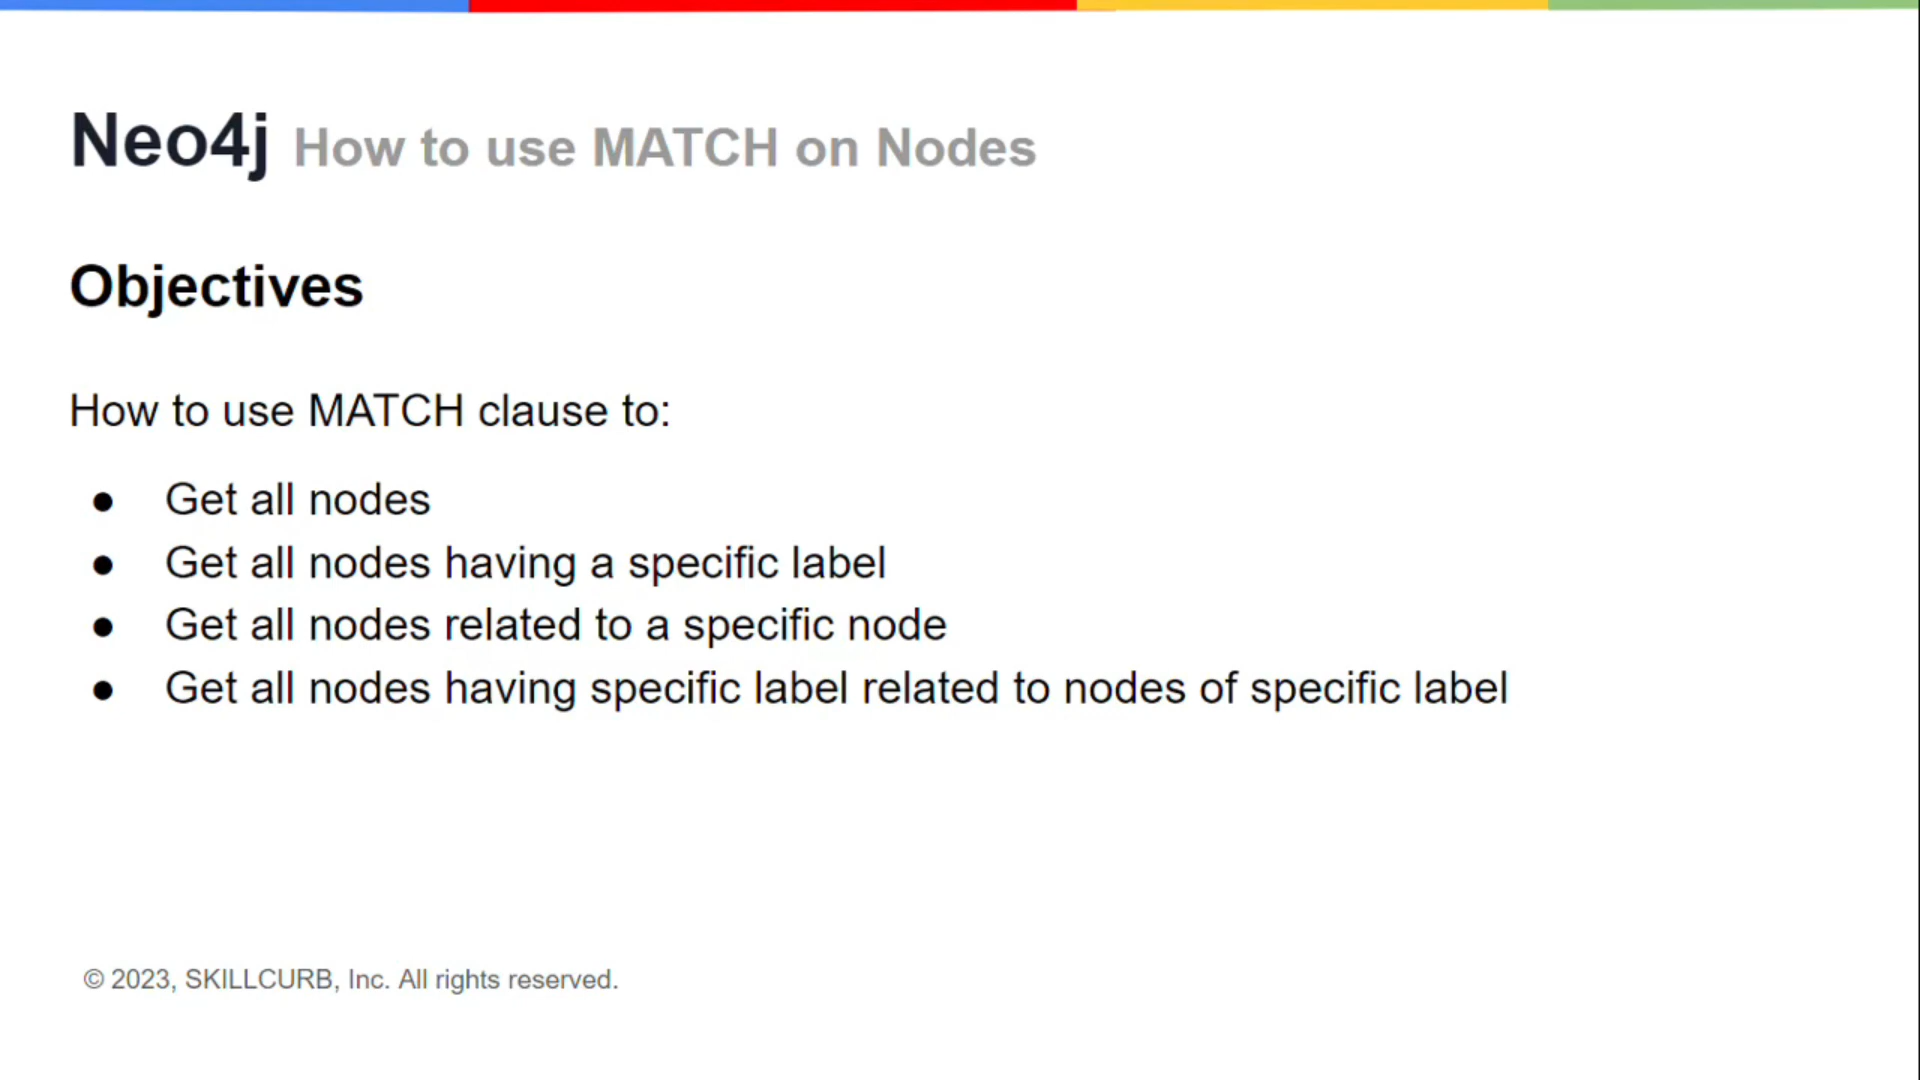 Neo4j How to use MATCH on Nodes
Objectives
How to use MATCH clause to:
● Get all nodes
● Get all nodes having a specific label
● Get all nodes related to a specific node
● Get all nodes having specific label related to nodes of specific label
© 2023, SKILLCURB, Inc. All rights reserved.